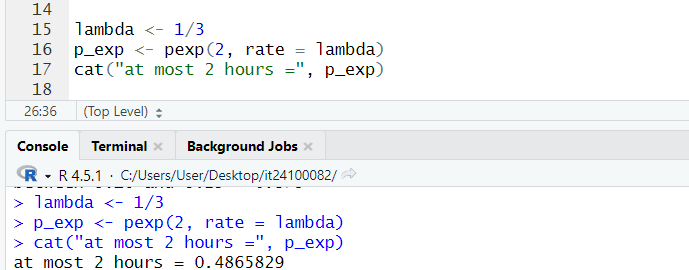 14
15 lambda <- 1/3
16 p_exp <- pexp(2, rate = lambda)
17 cat("at most 2 hours =", p_exp)
18
26:36 (Top Level)
Console Terminal Background Jobs
R 4.5.1 · C:/Users/User/Desktop/it24100082/
> lambda <- 1/3
> p_exp <- pexp(2, rate = lambda)
> cat("at most 2 hours =", p_exp)
at most 2 hours = 0.4865829